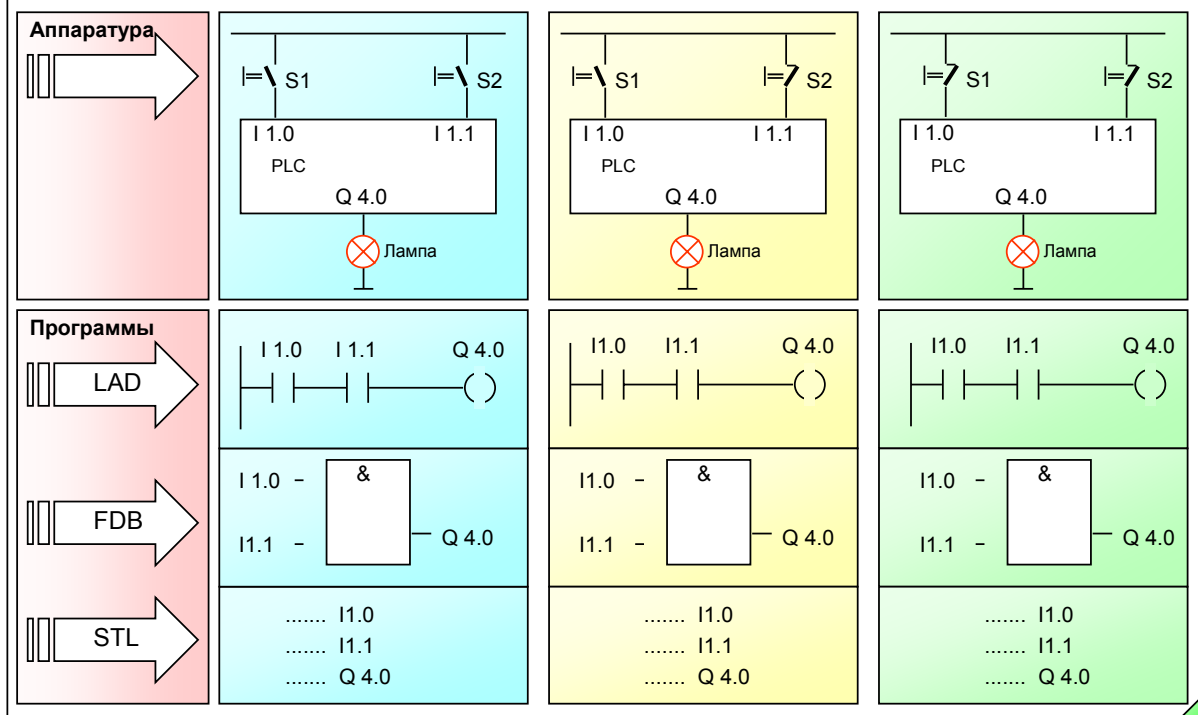 Аппаратура
S1
S2
I 1.0
I 1.1
PLC
Q 4.0
Лампа
S1
S2
I 1.0
I 1.1
PLC
Q 4.0
Лампа
S1
S2
I 1.0
I 1.1
PLC
Q 4.0
Лампа
Программы
LAD
I 1.0 I 1.1 Q 4.0
I1.0 I1.1 Q 4.0
I1.0 I1.1 Q 4.0
FDB
I 1.0 - &
I1.1 - - Q 4.0
I1.0 - &
I1.1 - - Q 4.0
I1.0 - &
I1.1 - - Q 4.0
STL
....... I1.0
....... I1.1
....... Q 4.0
....... I1.0
....... I1.1
....... Q 4.0
....... I1.0
....... I1.1
....... Q 4.0